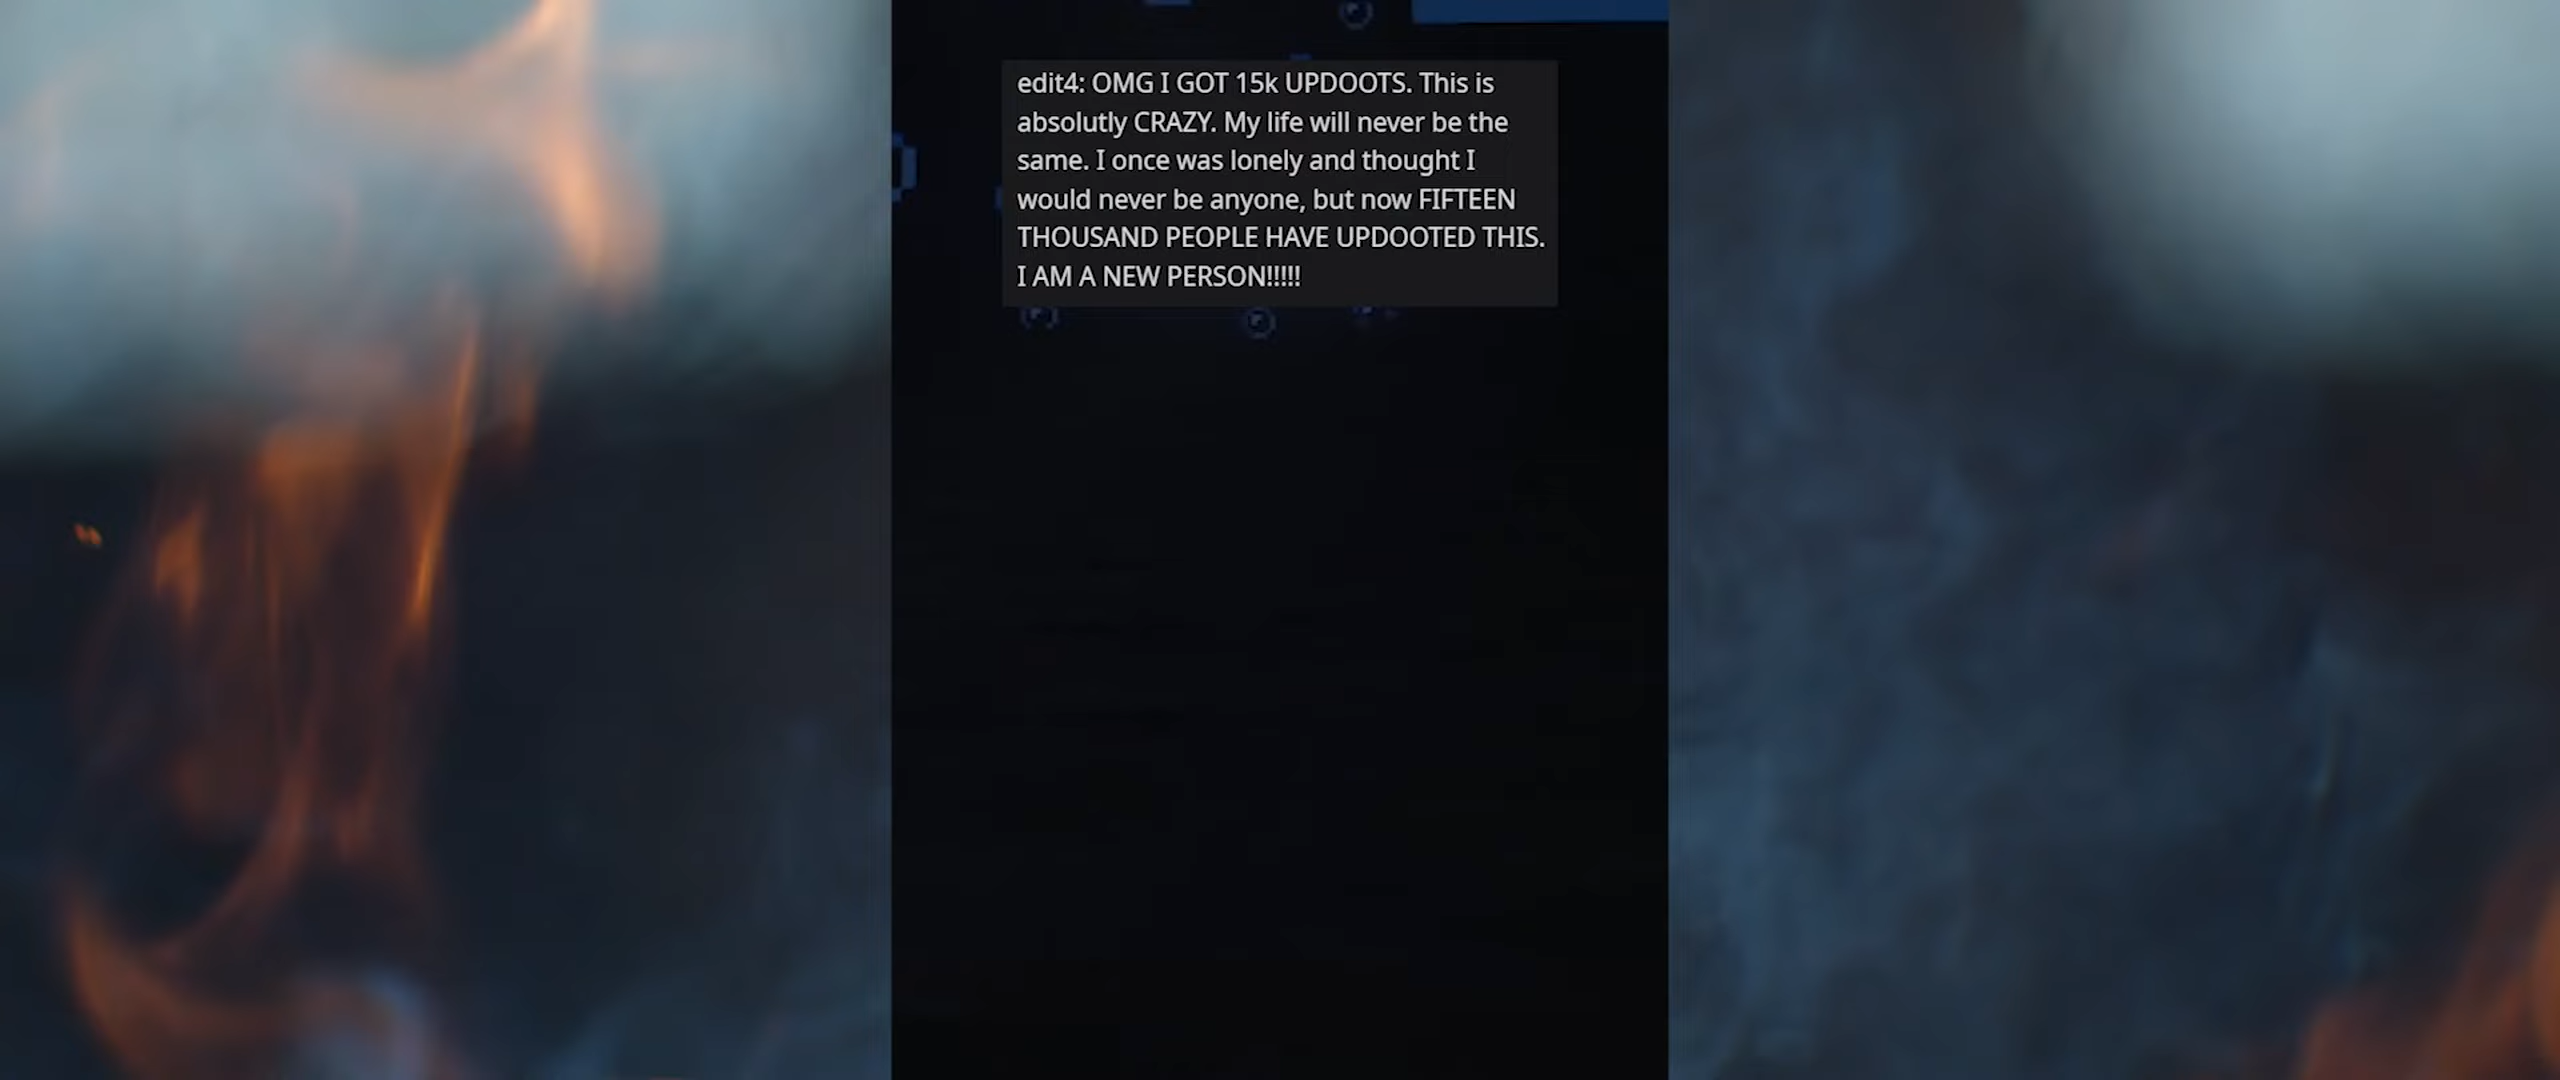 edit4: OMG I GOT 15k UPDOOTS. This is
absolutly CRAZY. My life will never be the
same. I once was lonely and thought I
would never be anyone, but now FIFTEEN
THOUSAND PEOPLE HAVE UPDOOTED THIS.
I AM A NEW PERSON!!!!!